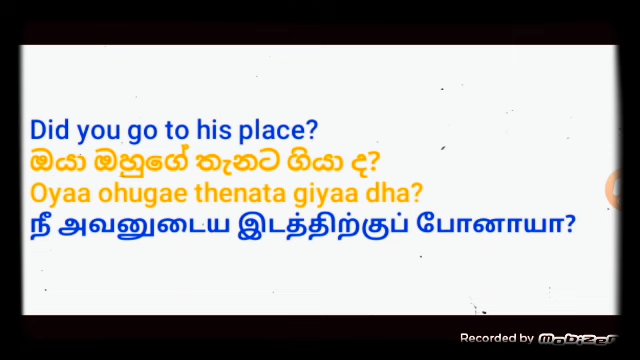 Did you go to his place?
ඔයා ඔහුගේ තැනට ගියා ද?
Oyaa ohugae thenata giyaa dha?
நீ அவனுடைய இடத்திற்குப் போனாயா?
Recorded by